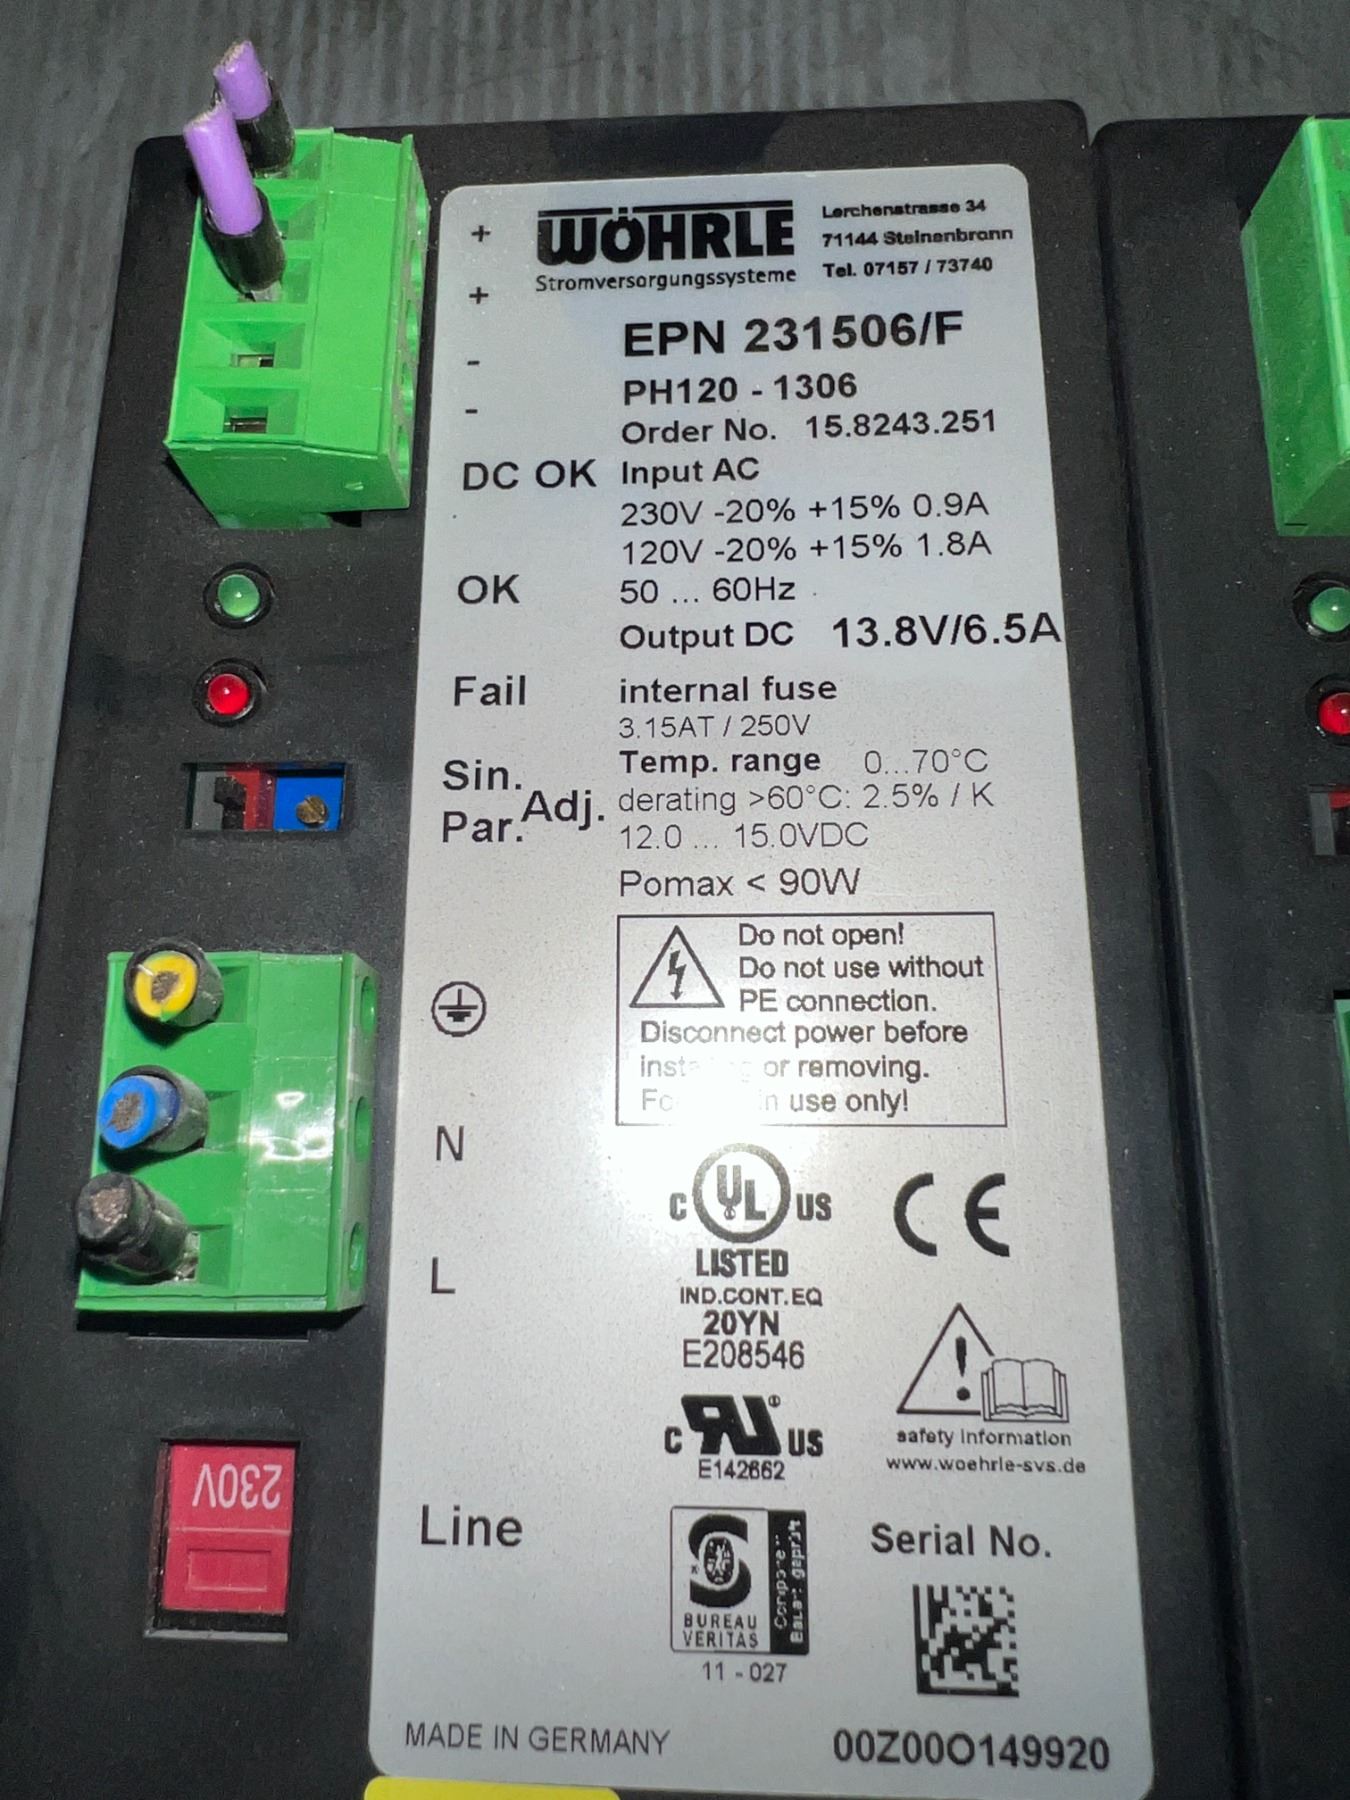 WÖHRLE
Stromversorgungssysteme
Lerchenstrasse 34
71144 Steinenbronn
Tel. 07157 / 73740
+
+
-
-
EPN 231506/F
PH120 - 1306
Order No. 15.8243.251
DC OK
Input AC
230V -20% +15% 0.9A
120V -20% +15% 1.8A
OK
50 ... 60Hz
Output DC 13.8V/6.5A
Fail
internal fuse
3.15AT / 250V
Sin.
Par.
Adj.
Temp. range 0...70°C
derating >60°C: 2.5% / K
12.0 ... 15.0VDC
Pomax < 90W
Do not open!
Do not use without
PE connection.
Disconnect power before
or removing.
use only!
N
L
C UL US
LISTED
IND.CONT.EQ
20YN
E208546
CE
C RU ® US
E142662
safety information
www.woehrle-svs.de
230V
Line
BUREAU
VERITAS
11 - 027
Serial No.
MADE IN GERMANY
00Z00O149920